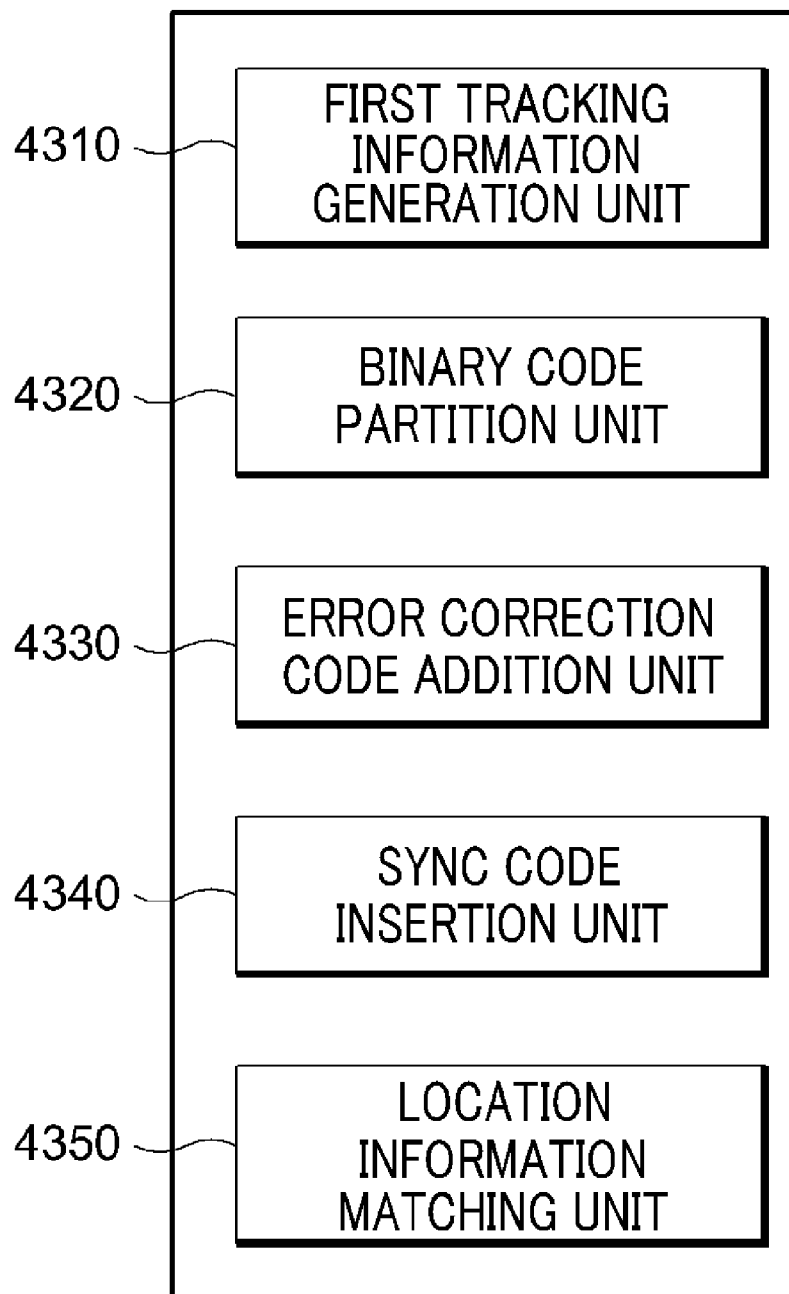 4310
FIRST TRACKING
INFORMATION
GENERATION UNIT
4320
BINARY CODE
PARTITION UNIT
4330
ERROR CORRECTION
CODE ADDITION UNIT
4340
SYNC CODE
INSERTION UNIT
4350
LOCATION
INFORMATION
MATCHING UNIT